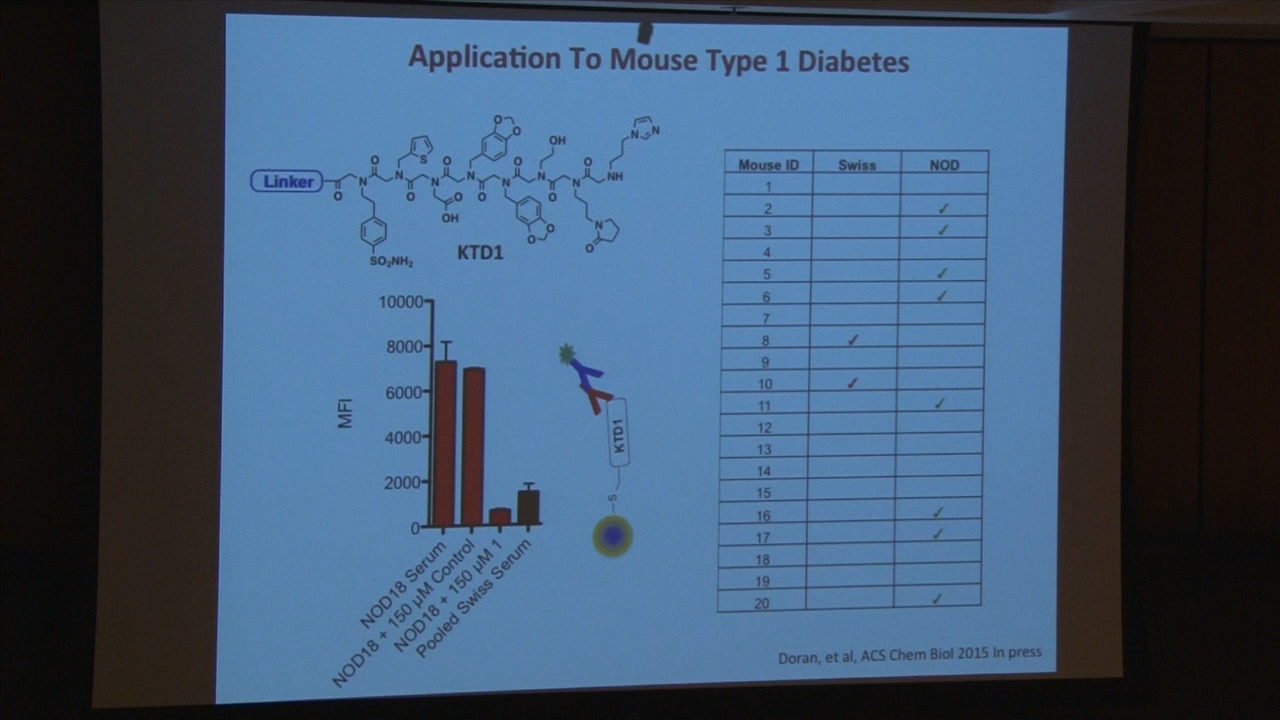 Application To Mouse Type 1 Diabetes
Linker
O
N
O
O
N
S
O
N
O
OH
O
N
O
O
O
N
O
O
O
N
OH
O
N
O
NH
N
N
N
O
SO₂NH₂
KTD1
MFI
10000
8000
6000
4000
2000
0
NOD18 Serum
NOD18 + 150 µM Control
NOD18 + 150 µM 1
Pooled Swiss Serum
KTD1
S
Mouse ID Swiss NOD
1
2 ✓
3 ✓
4
5 ✓
6 ✓
7
8 ✓
9
10 ✓
11 ✓
12
13
14
15
16 ✓
17 ✓
18
19
20 ✓
Doran, et al, ACS Chem Biol 2015 In press